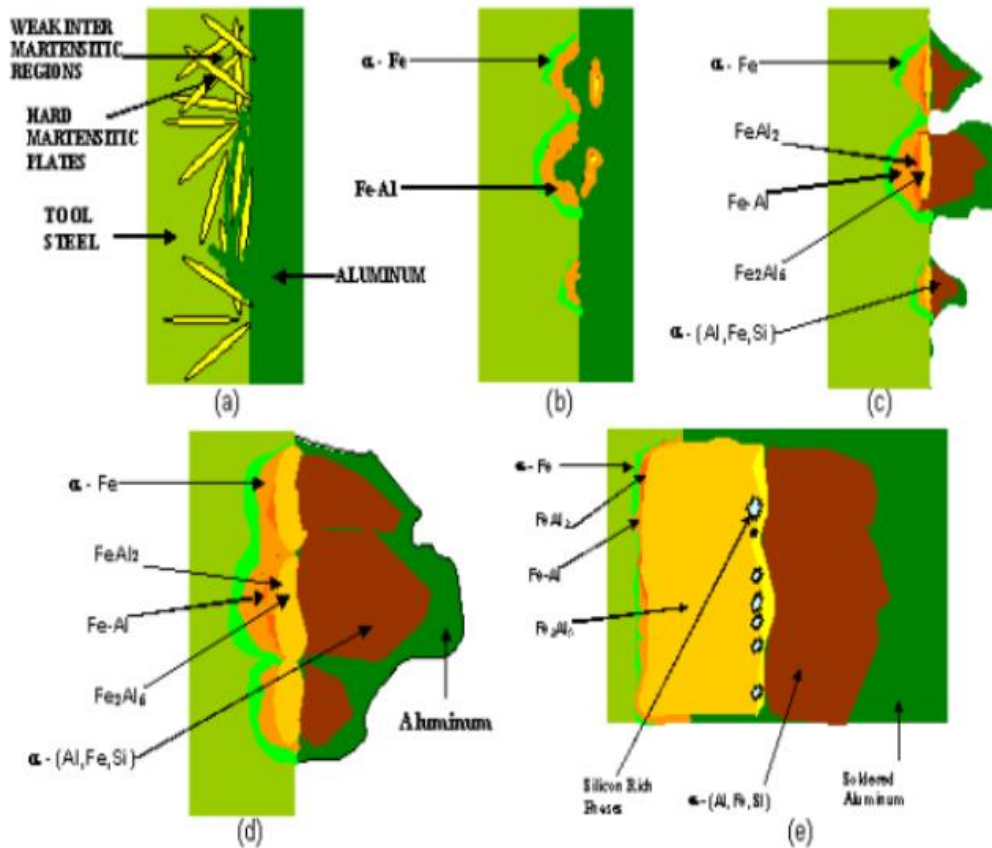 WEAK INTER
MARTENSITIC
REGIONS
HARD
MARTENSITIC
PLATES
TOOL
STEEL
ALUMINUM
(a)
α - Fe
Fe-Al
(b)
α - Fe
FeAl2
Fe-Al
Fe2Al5
α - (Al,Fe,Si)
(c)
α - Fe
FeAl2
Fe-Al
Fe2Al5
α - (Al,Fe,Si)
Aluminum
(d)
α - Fe
FeAl2
Fe-Al
Fe2Al5
Silicon Rich
α-(Al, Fe, Si)
Soldered
Aluminum
(e)